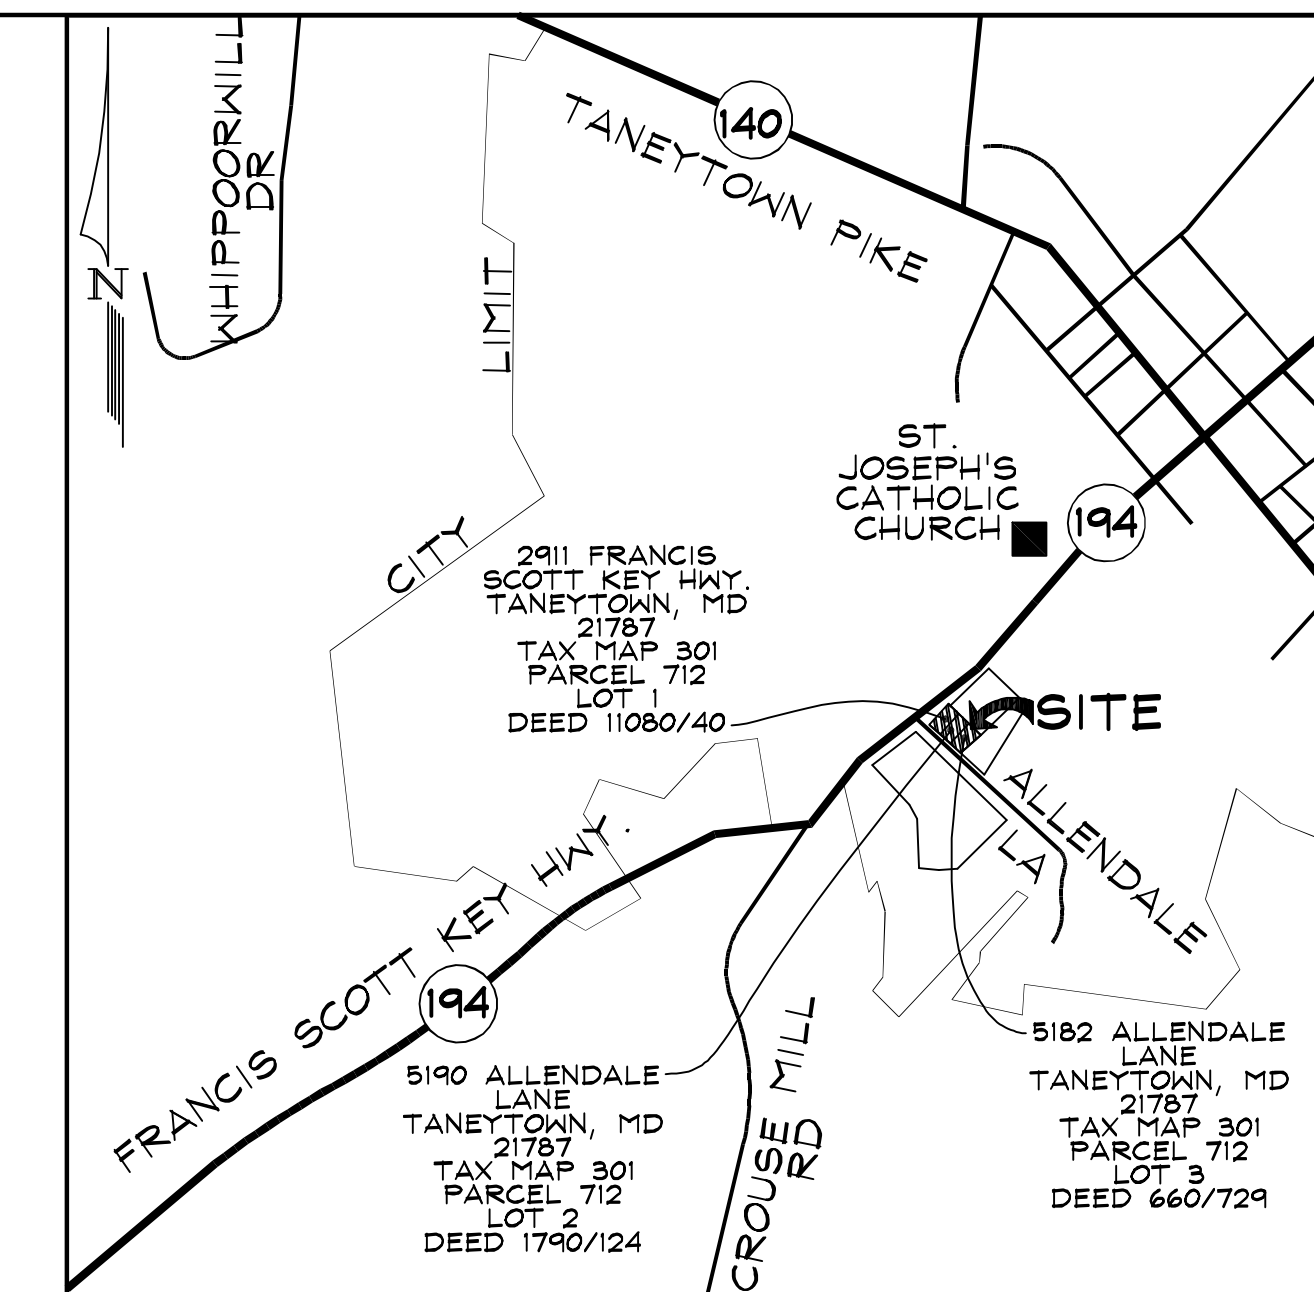 WHIPPOORWILL
DR
N
140
TANEYTOWN PIKE
CITY LIMIT
ST.
JOSEPH'S
CATHOLIC
CHURCH
194
2911 FRANCIS
SCOTT KEY HWY.
TANEYTOWN, MD
21787
TAX MAP 301
PARCEL 712
LOT 1
DEED 11080/40
SITE
ALLENDALE
LA
FRANCIS SCOTT KEY HWY.
194
5190 ALLENDALE
LANE
TANEYTOWN, MD
21787
TAX MAP 301
PARCEL 712
LOT 2
DEED 1790/124
CROUSE MILL
RD
5182 ALLENDALE
LANE
TANEYTOWN, MD
21787
TAX MAP 301
PARCEL 712
LOT 3
DEED 660/729